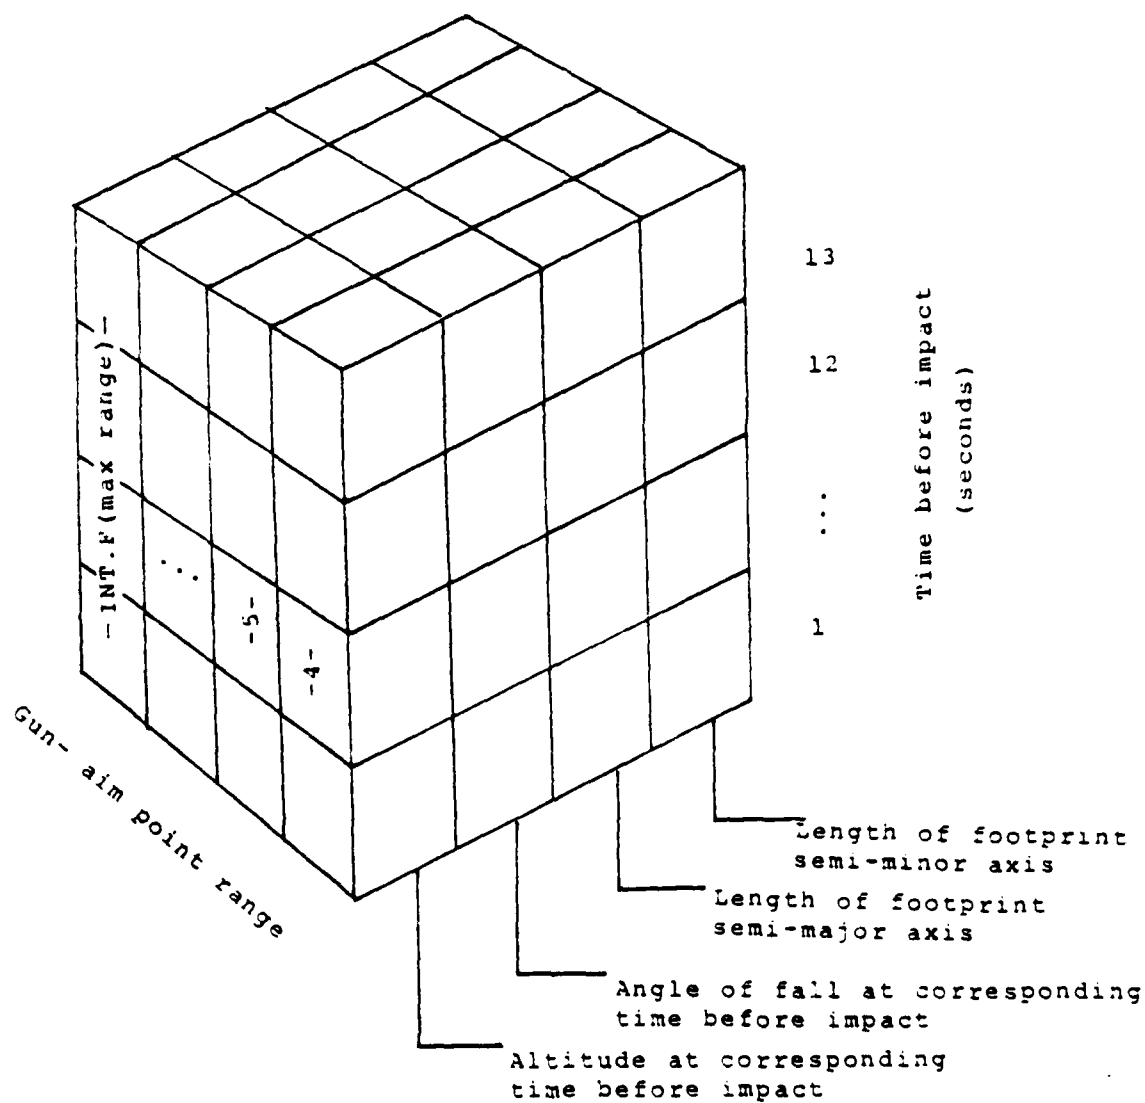 13
12
.
.
.
1
Time before impact
(seconds)
-INT.F(max range)-
...
-5-
-4-
Gun- aim point range
Length of footprint
semi-minor axis
Length of footprint
semi-major axis
Angle of fall at corresponding
time before impact
Altitude at corresponding
time before impact